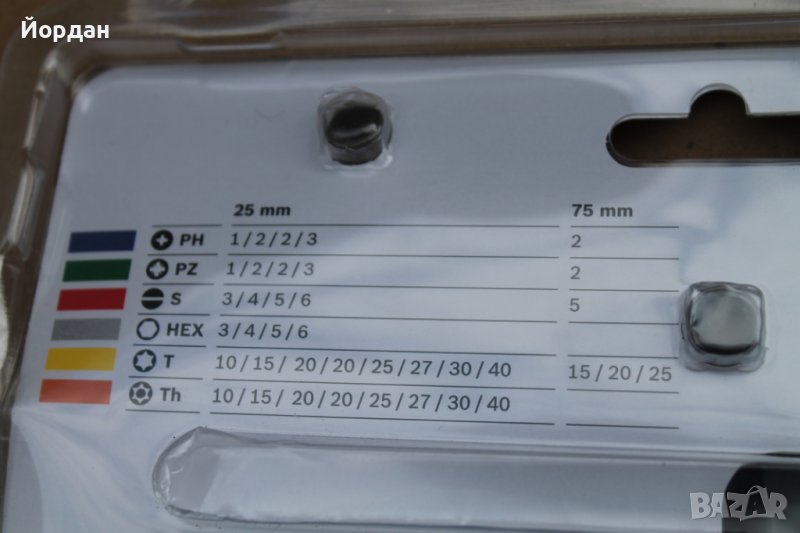 Йордан
25 mm 75 mm
PH 1/2/2/3 2
PZ 1/2/2/3 2
S 3/4/5/6 5
HEX 3/4/5/6
T 10/15/20/20/25/27/30/40 15/20/25
Th 10/15/20/20/25/27/30/40
BAZAR